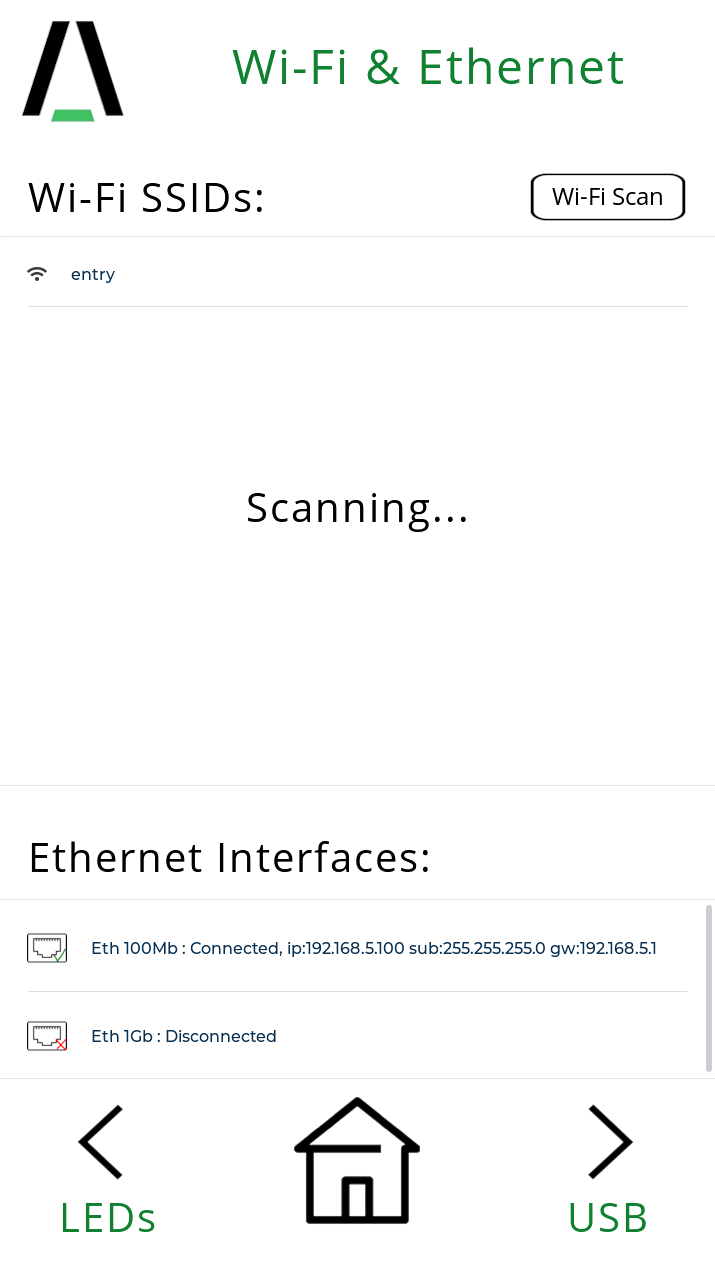 Wi-Fi & Ethernet
Wi-Fi SSIDs:
Wi-Fi Scan
entry
Scanning...
Ethernet Interfaces:
Eth 100Mb : Connected, ip:192.168.5.100 sub:255.255.255.0 gw:192.168.5.1
Eth 1Gb : Disconnected
LEDs
USB